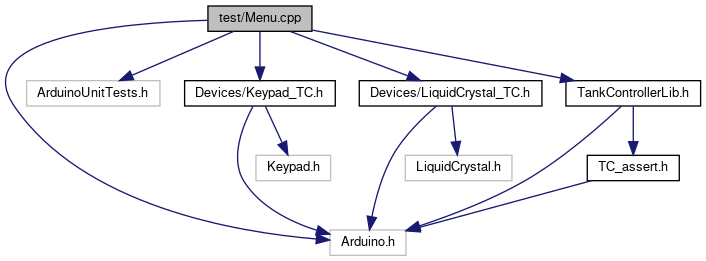 test/Menu.cpp
ArduinoUnitTests.h
Devices/Keypad_TC.h
Devices/LiquidCrystal_TC.h
TankControllerLib.h
Keypad.h
LiquidCrystal.h
TC_assert.h
Arduino.h